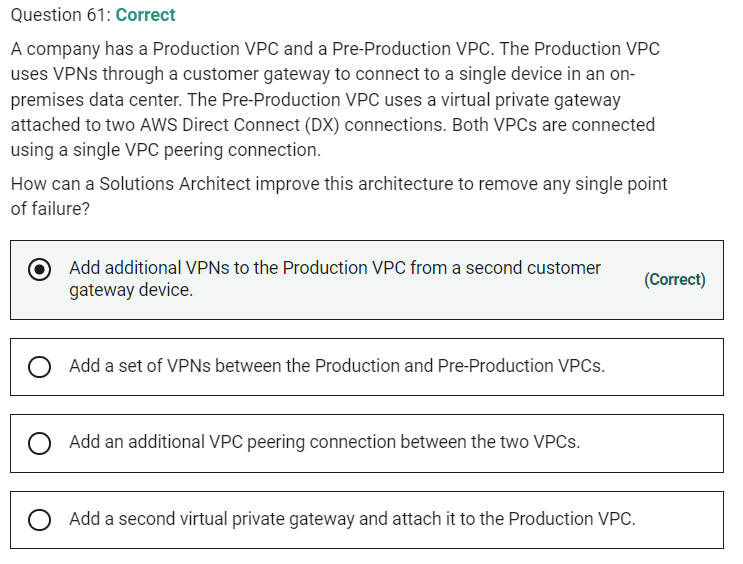 Question 61: Correct
A company has a Production VPC and a Pre-Production VPC. The Production VPC
uses VPNs through a customer gateway to connect to a single device in an on-
premises data center. The Pre-Production VPC uses a virtual private gateway
attached to two AWS Direct Connect (DX) connections. Both VPCs are connected
using a single VPC peering connection.
How can a Solutions Architect improve this architecture to remove any single point
of failure?
Add additional VPNs to the Production VPC from a second customer
gateway device.
(Correct)
Add a set of VPNs between the Production and Pre-Production VPCs.
Add an additional VPC peering connection between the two VPCs.
Add a second virtual private gateway and attach it to the Production VPC.